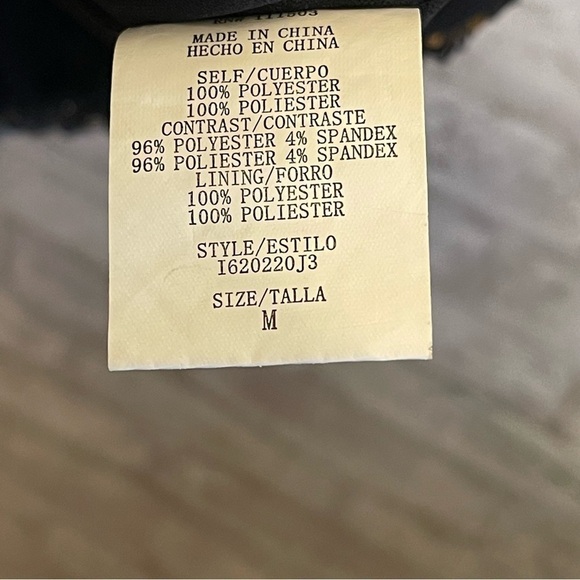 MADE IN CHINA
HECHO EN CHINA
SELF/CUERPO
100% POLYESTER
100% POLIESTER
CONTRAST/CONTRASTE
96% POLYESTER 4% SPANDEX
96% POLIESTER 4% SPANDEX
LINING/FORRO
100% POLYESTER
100% POLIESTER
STYLE/ESTILO
I620220J3
SIZE/TALLA
M